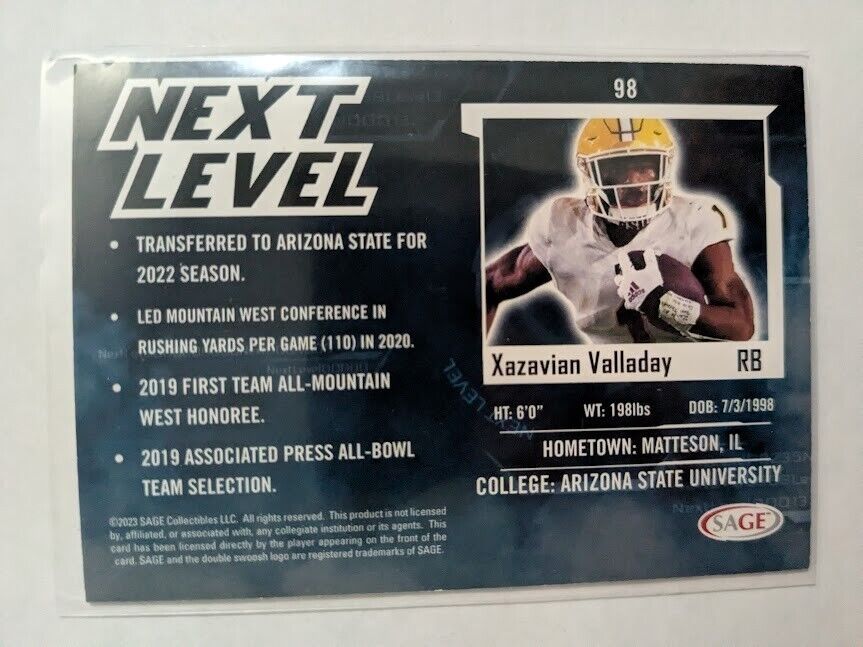 NEXT
LEVEL
• TRANSFERRED TO ARIZONA STATE FOR
2022 SEASON.
• LED MOUNTAIN WEST CONFERENCE IN
RUSHING YARDS PER GAME (110) IN 2020.
• 2019 FIRST TEAM ALL-MOUNTAIN
WEST HONOREE.
• 2019 ASSOCIATED PRESS ALL-BOWL
TEAM SELECTION.
©2023 SAGE Collectibles LLC. All rights reserved. This product is not licensed
by, affiliated, or associated with, any collegiate institution or its agents. This
card has been licensed directly by the player appearing on the front of the
card. SAGE and the double swoosh logo are registered trademarks of SAGE.
98
1
Xazavian Valladay RB
HT: 6'0" WT: 198lbs DOB: 7/3/1998
HOMETOWN: MATTESON, IL
COLLEGE: ARIZONA STATE UNIVERSITY
SAGE
NEXT LEVEL